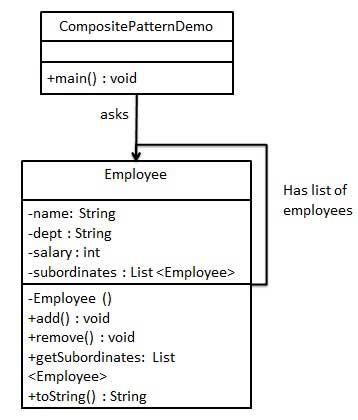 CompositePatternDemo
+main() : void
asks
Employee
-name: String
-dept : String
-salary : int
-subordinates : List <Employee>
-Employee ()
+add() : void
+remove() : void
+getSubordinates: List
<Employee>
+toString() : String
Has list of
employees